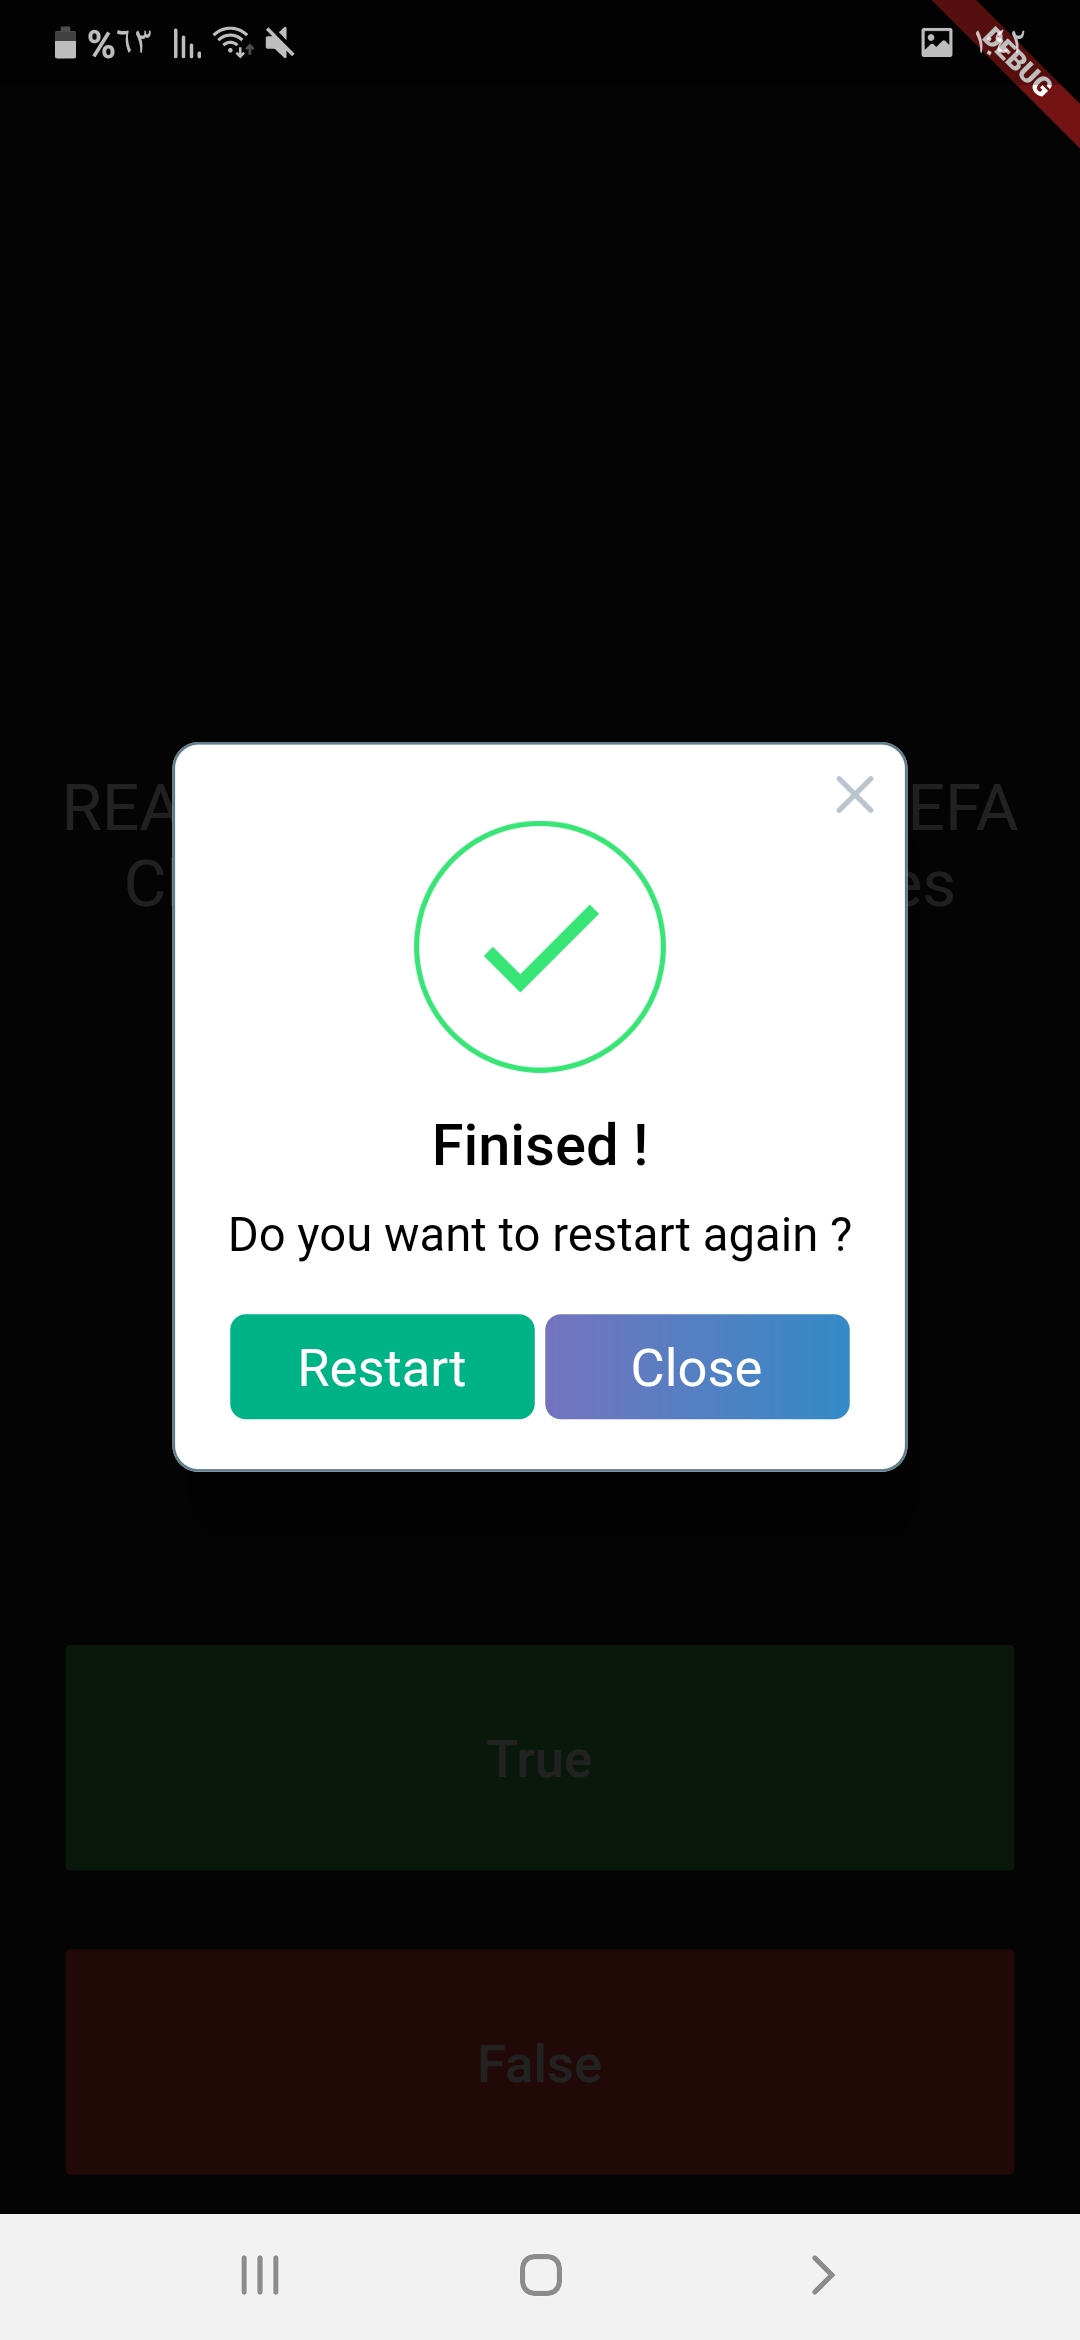 %٦٣
DEBUG
REA EFA
C es
Finised !
Do you want to restart again ?
Restart Close
True
False